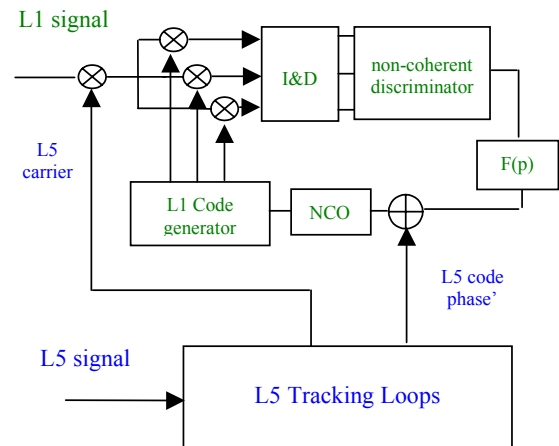 L1 signal
I&D
non-coherent
discriminator
L5
carrier
F(p)
L1 Code
generator
NCO
L5 code
phase’
L5 signal
L5 Tracking Loops